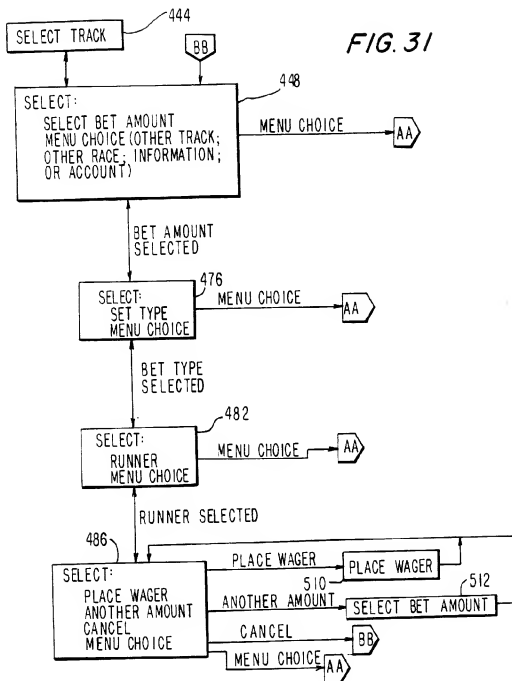 444
SELECT TRACK
BB
FIG. 31
448
SELECT:
SELECT BET AMOUNT
MENU CHOICE (OTHER TRACK;
OTHER RACE; INFORMATION;
OR ACCOUNT)
MENU CHOICE
AA
BET AMOUNT
SELECTED
476
SELECT:
SET TYPE
MENU CHOICE
MENU CHOICE
AA
BET TYPE
SELECTED
482
SELECT:
RUNNER
MENU CHOICE
MENU CHOICE
AA
RUNNER SELECTED
486
SELECT:
PLACE WAGER
ANOTHER AMOUNT
CANCEL
MENU CHOICE
PLACE WAGER
510
PLACE WAGER
512
ANOTHER AMOUNT
SELECT BET AMOUNT
CANCEL
BB
MENU CHOICE
AA